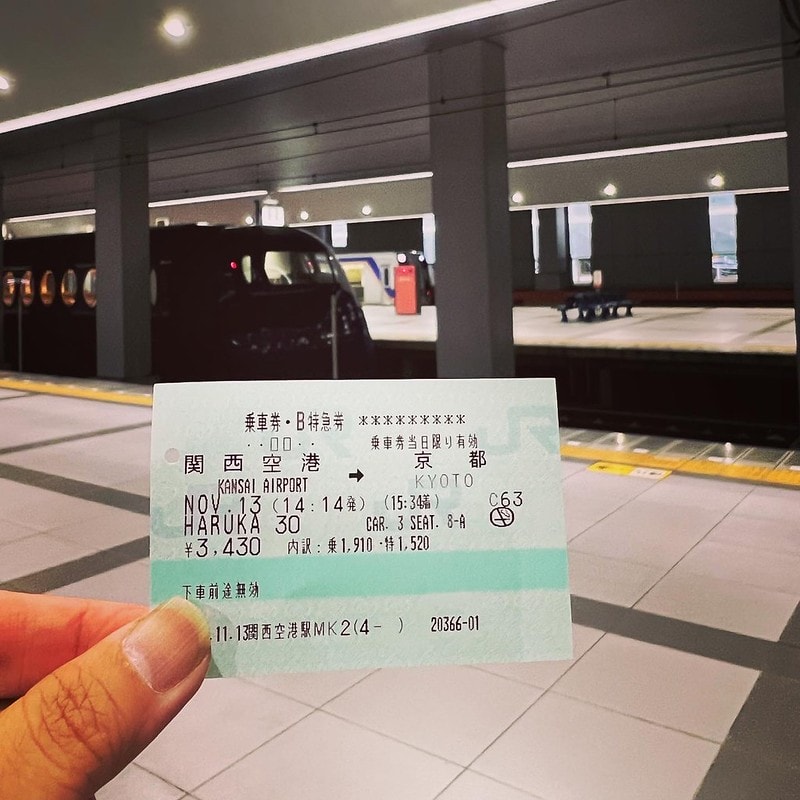 乗車券・B特急券 *********
··□□·· 乗車券当日限り有効
関西空港 → 京都
KANSAI AIRPORT KYOTO
NOV.13 (14:14発) (15:34着) C63
HARUKA 30 CAR. 3 SEAT. 8-A
¥3,430 内訳:乗1,910・特1,520
下車前途無効
.11.13関西空港駅MK2(4- ) 20366-01